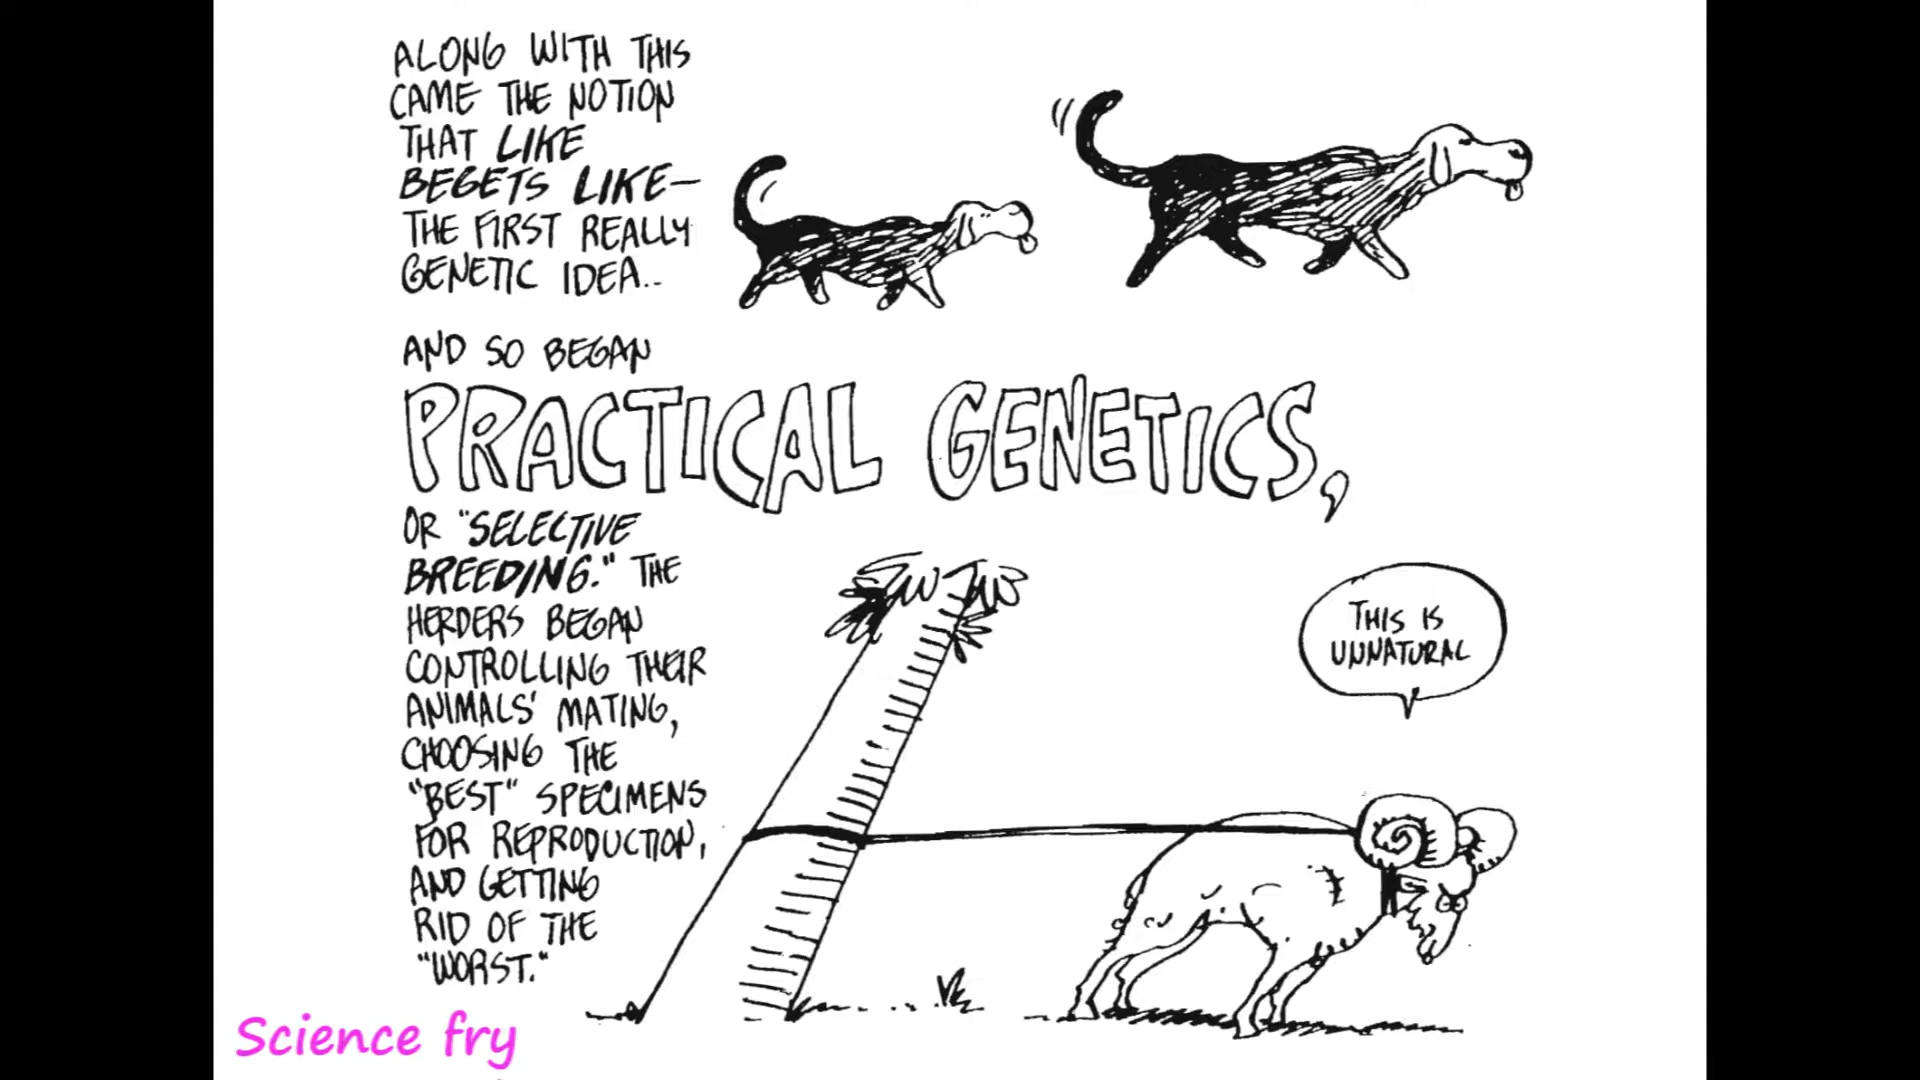 ALONG WITH THIS
CAME THE NOTION
THAT LIKE
BEGETS LIKE—
THE FIRST REALLY
GENETIC IDEA..
AND SO BEGAN
PRACTICAL GENETICS,
OR "SELECTIVE
BREEDING." THE
HERDERS BEGAN
CONTROLLING THEIR
ANIMALS' MATING,
CHOOSING THE
"BEST" SPECIMENS
FOR REPRODUCTION,
AND GETTING
RID OF THE
"WORST."
THIS IS
UNNATURAL
Science fry